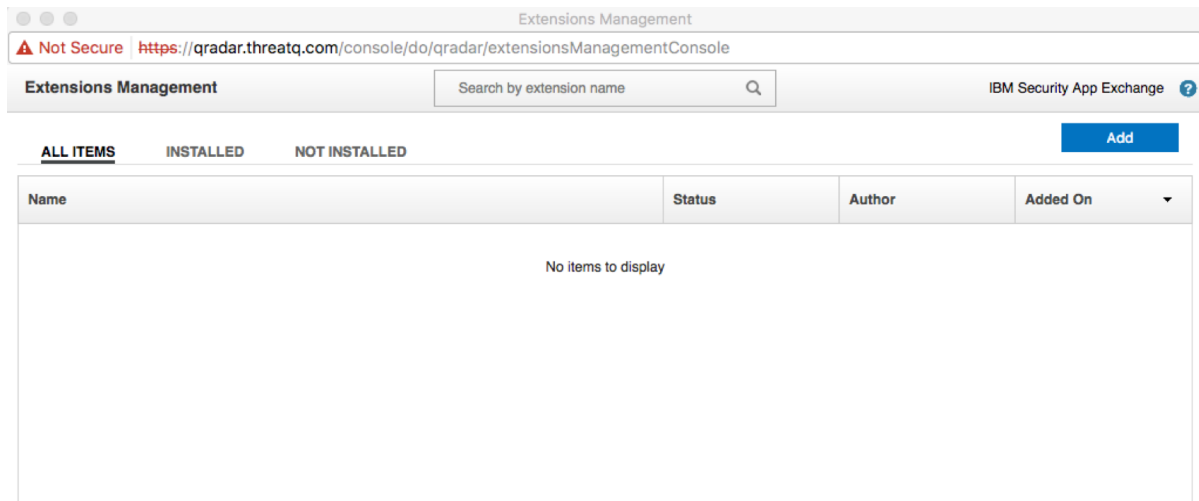 Extensions Management
Not Secure https://qradar.threatq.com/console/do/qradar/extensionsManagementConsole
Extensions Management Search by extension name IBM Security App Exchange ?
Add
ALL ITEMS INSTALLED NOT INSTALLED
Name Status Author Added On
No items to display